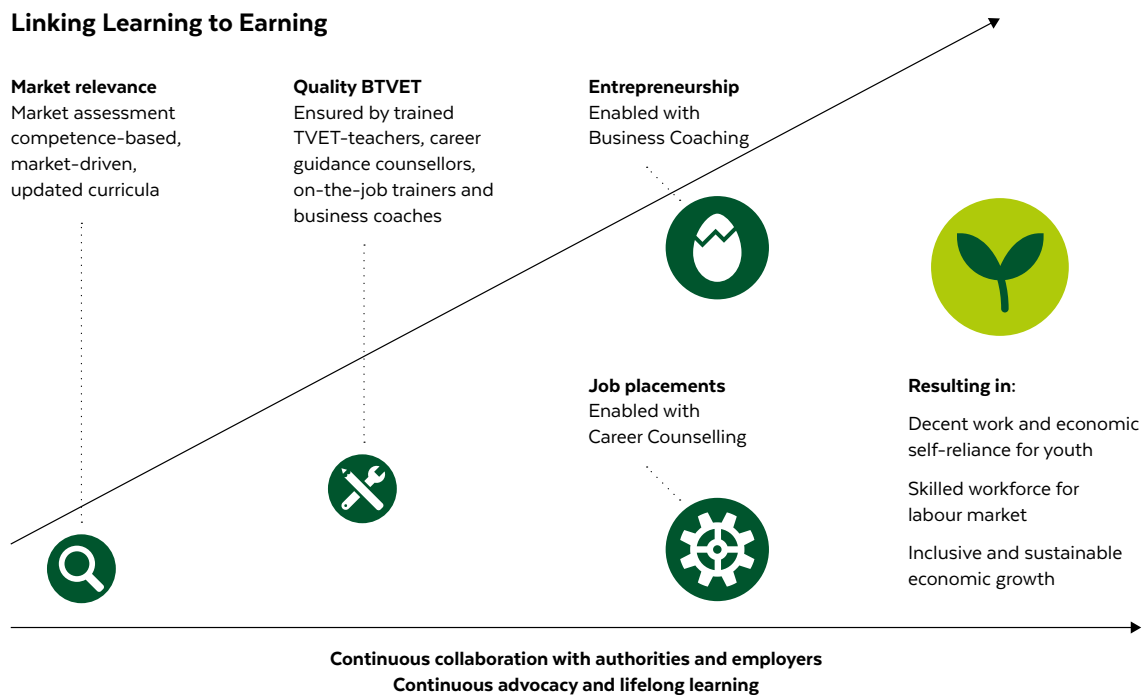 Linking Learning to Earning
Market relevance
Market assessment
competence-based,
market-driven,
updated curricula
Quality BTVET
Ensured by trained
TVET-teachers, career
guidance counsellors,
on-the-job trainers and
business coaches
Entrepreneurship
Enabled with
Business Coaching
Job placements
Enabled with
Career Counselling
Resulting in:
Decent work and economic
self-reliance for youth
Skilled workforce for
labour market
Inclusive and sustainable
economic growth
Continuous collaboration with authorities and employers
Continuous advocacy and lifelong learning